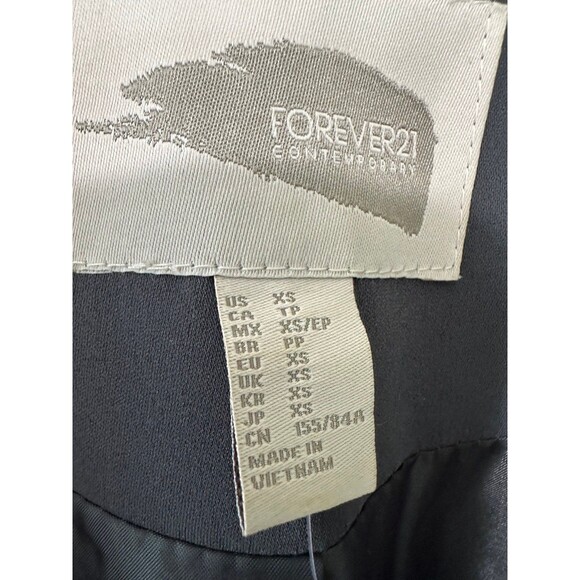 FOREVER21
CONTEMPORARY
US XS
CA TP
MX XS/EP
BR PP
EU XS
UK XS
KR XS
JP XS
CN 155/84A
MADE IN
VIETNAM